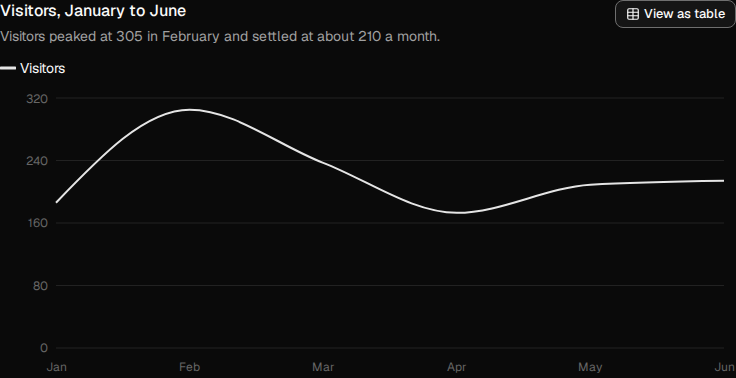 Visitors, January to June
View as table
Visitors peaked at 305 in February and settled at about 210 a month.
Visitors
320
240
160
80
0
Jan Feb Mar Apr May Jun